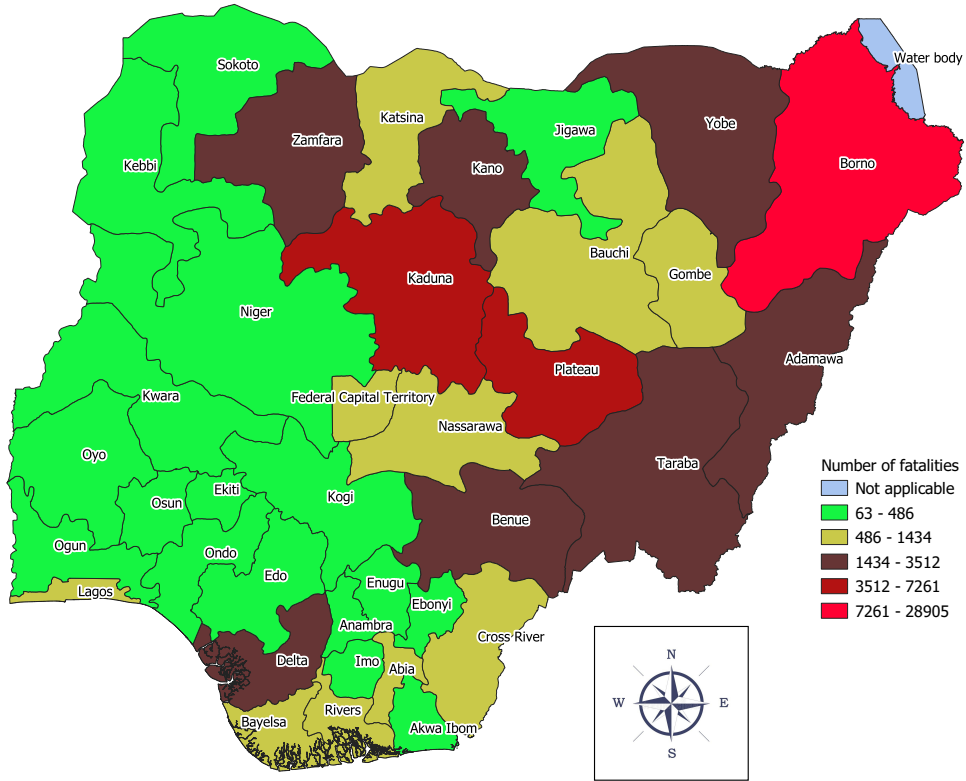 Sokoto
Water body
Katsina
Yobe
Jigawa
Zamfara
Kebbi
Kano
Borno
Bauchi
Gombe
Kaduna
Niger
Adamawa
Plateau
Kwara
Federal Capital Territory
Nassarawa
Oyo
Taraba
Kogi
Ekiti
Osun
Benue
Ogun
Ondo
Edo
Enugu
Lagos
Ebonyi
Anambra
Cross River
Delta
Imo
Abia
Rivers
Bayelsa
Akwa Ibom
Number of fatalities
Not applicable
63 - 486
486 - 1434
1434 - 3512
3512 - 7261
7261 - 28905
N
W
E
S